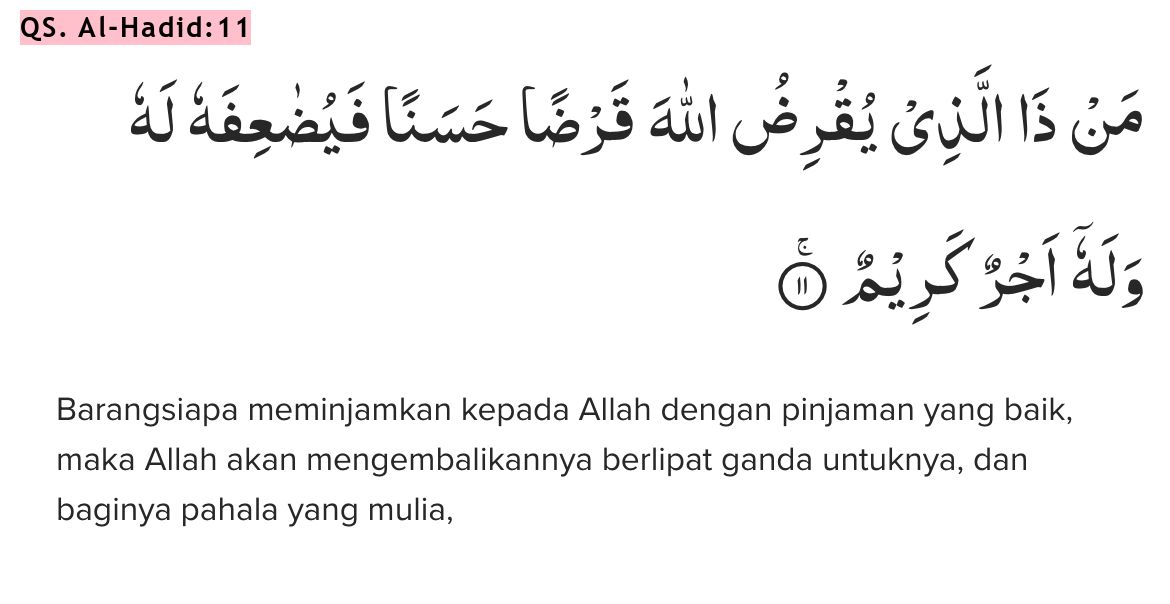 QS. Al-Hadid:11
مَنْ ذَا الَّذِيْ يُقْرِضُ اللّٰهَ قَرْضًا حَسَنًا فَيُضٰعِفَهٗ لَهٗ
وَلَهٗٓ اَجْرٌ كَرِيْمٌ ۚ ١١
Barangsiapa meminjamkan kepada Allah dengan pinjaman yang baik,
maka Allah akan mengembalikannya berlipat ganda untuknya, dan
baginya pahala yang mulia,